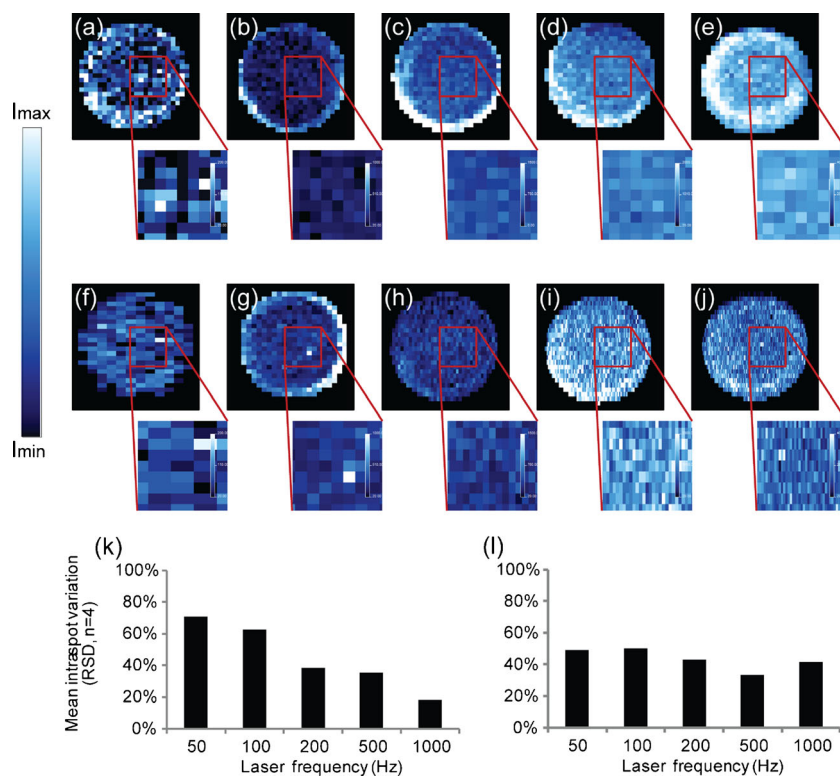 (a) (b) (c) (d) (e)
Imax
(f) (g) (h) (i) (j)
Imin
(k) (l)
100% 100%
80% 80%
60% 60%
40% 40%
20% 20%
0% 0%
Mean intraspot variation
(RSD, n=4)
50 100 200 500 1000 50 100 200 500 1000
Laser frequency (Hz) Laser frequency (Hz)